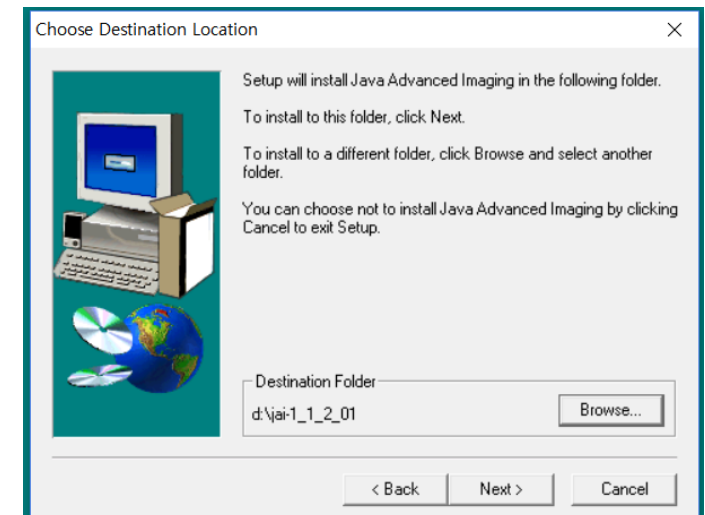 Choose Destination Location
Setup will install Java Advanced Imaging in the following folder.
To install to this folder, click Next.
To install to a different folder, click Browse and select another
folder.
You can choose not to install Java Advanced Imaging by clicking
Cancel to exit Setup.
Destination Folder
d:\jai-1_1_2_01
Browse...
< Back
Next >
Cancel